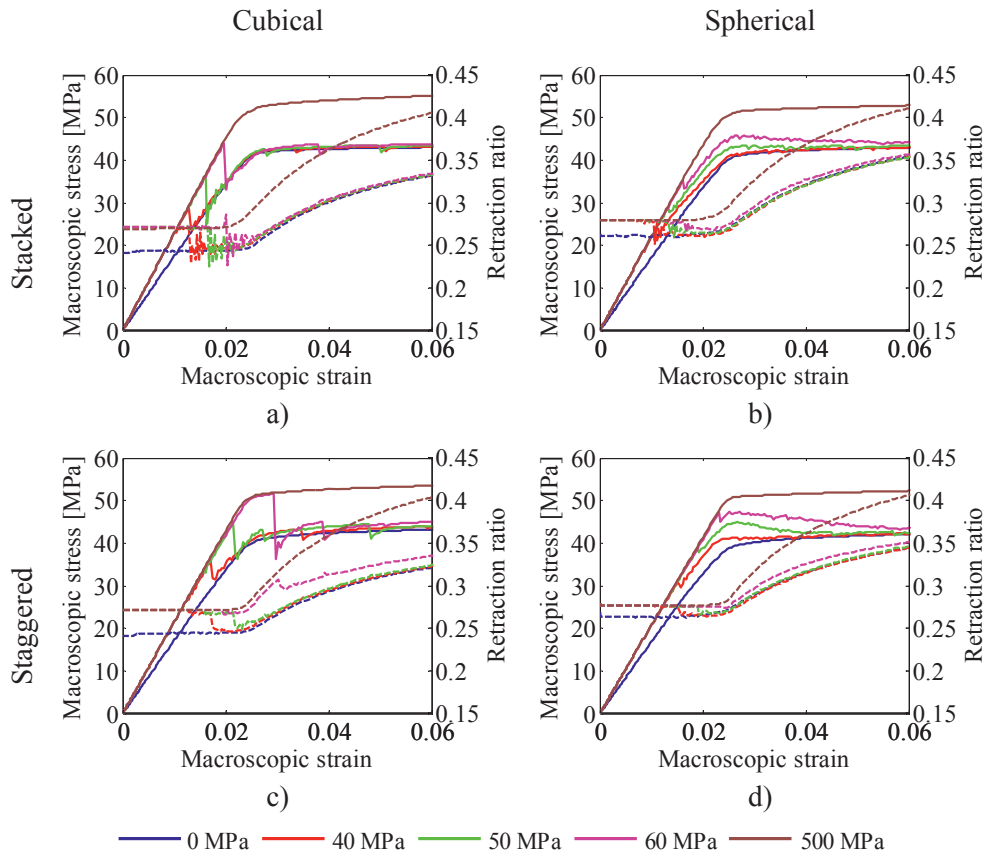 Cubical
Spherical
Stacked
Staggered
Macroscopic stress [MPa]
60
50
40
30
20
10
0
0 0.02 0.04 0.06
Macroscopic strain
0.45
0.4
0.35
0.3
0.25
0.2
0.15
Retraction ratio
a)
Macroscopic stress [MPa]
60
50
40
30
20
10
0
0 0.02 0.04 0.06
Macroscopic strain
0.45
0.4
0.35
0.3
0.25
0.2
0.15
Retraction ratio
b)
Macroscopic stress [MPa]
60
50
40
30
20
10
0
0 0.02 0.04 0.06
Macroscopic strain
0.45
0.4
0.35
0.3
0.25
0.2
0.15
Retraction ratio
c)
Macroscopic stress [MPa]
60
50
40
30
20
10
0
0 0.02 0.04 0.06
Macroscopic strain
0.45
0.4
0.35
0.3
0.25
0.2
0.15
Retraction ratio
d)
0 MPa 40 MPa 50 MPa 60 MPa 500 MPa